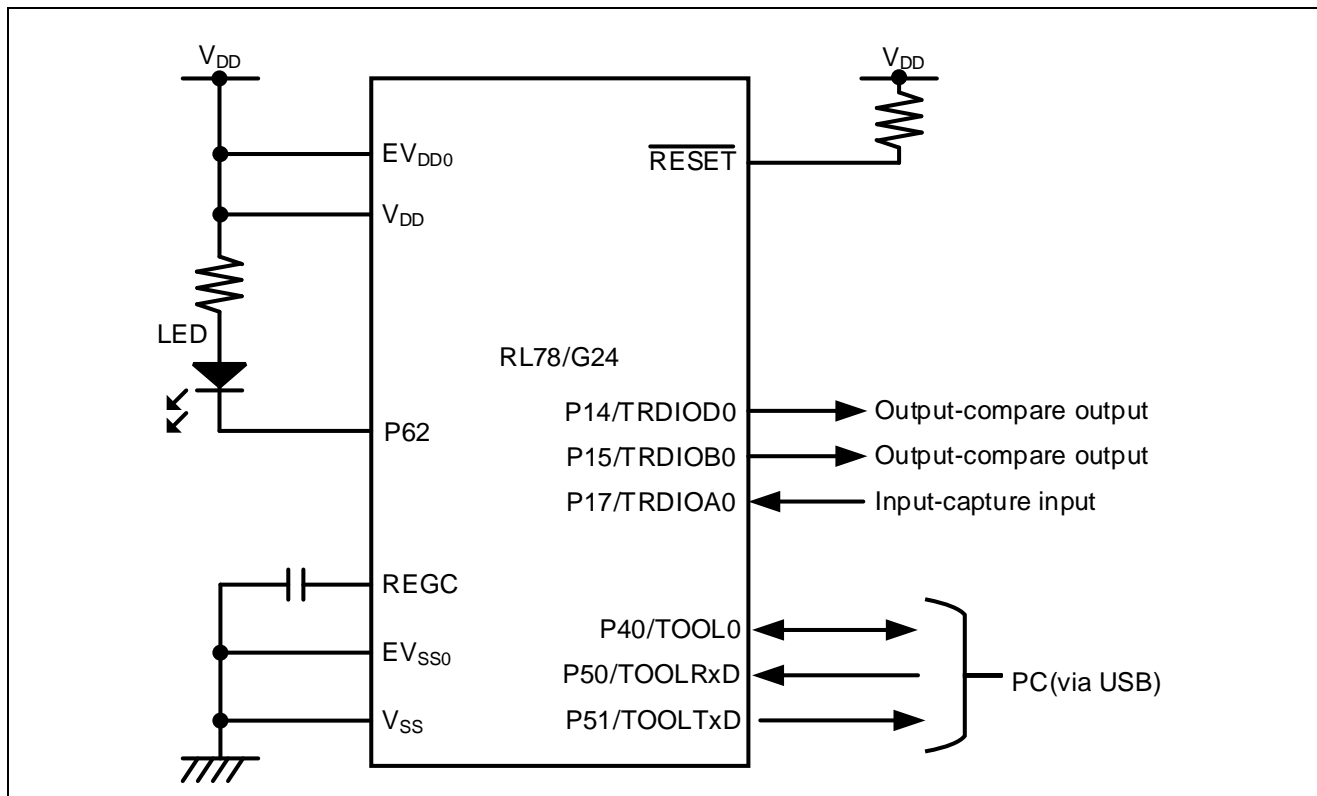 VDD
VDD
EVDD0
RESET
VDD
LED
RL78/G24
P14/TRDIOD0
Output-compare output
P15/TRDIOB0
Output-compare output
P62
P17/TRDIOA0
Input-capture input
REGC
P40/TOOL0
EVSS0
P50/TOOLRxD
PC(via USB)
VSS
P51/TOOLTxD